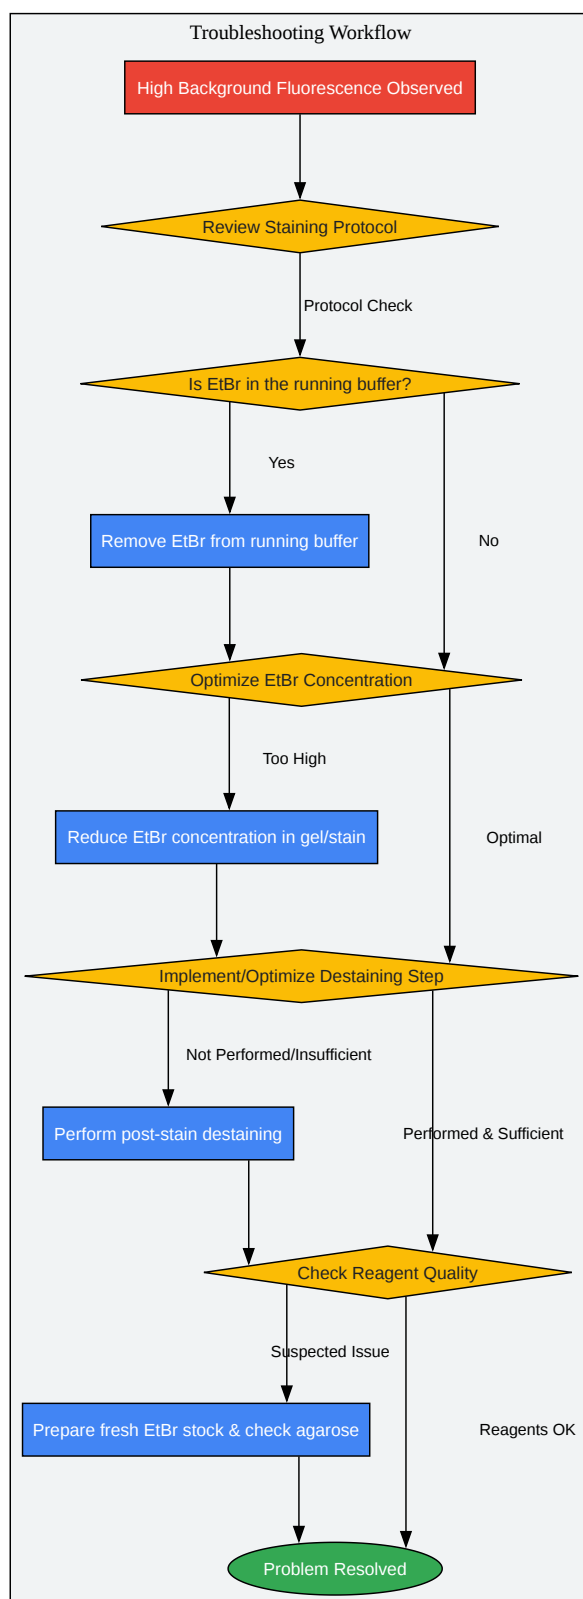 Troubleshooting Workflow
High Background Fluorescence Observed
Review Staining Protocol
Protocol Check
Is EtBr in the running buffer?
Yes
Remove EtBr from running buffer
No
Optimize EtBr Concentration
Too High
Reduce EtBr concentration in gel/stain
Optimal
Implement/Optimize Destaining Step
Not Performed/Insufficient
Perform post-stain destaining
Performed & Sufficient
Check Reagent Quality
Suspected Issue
Prepare fresh EtBr stock & check agarose
Reagents OK
Problem Resolved